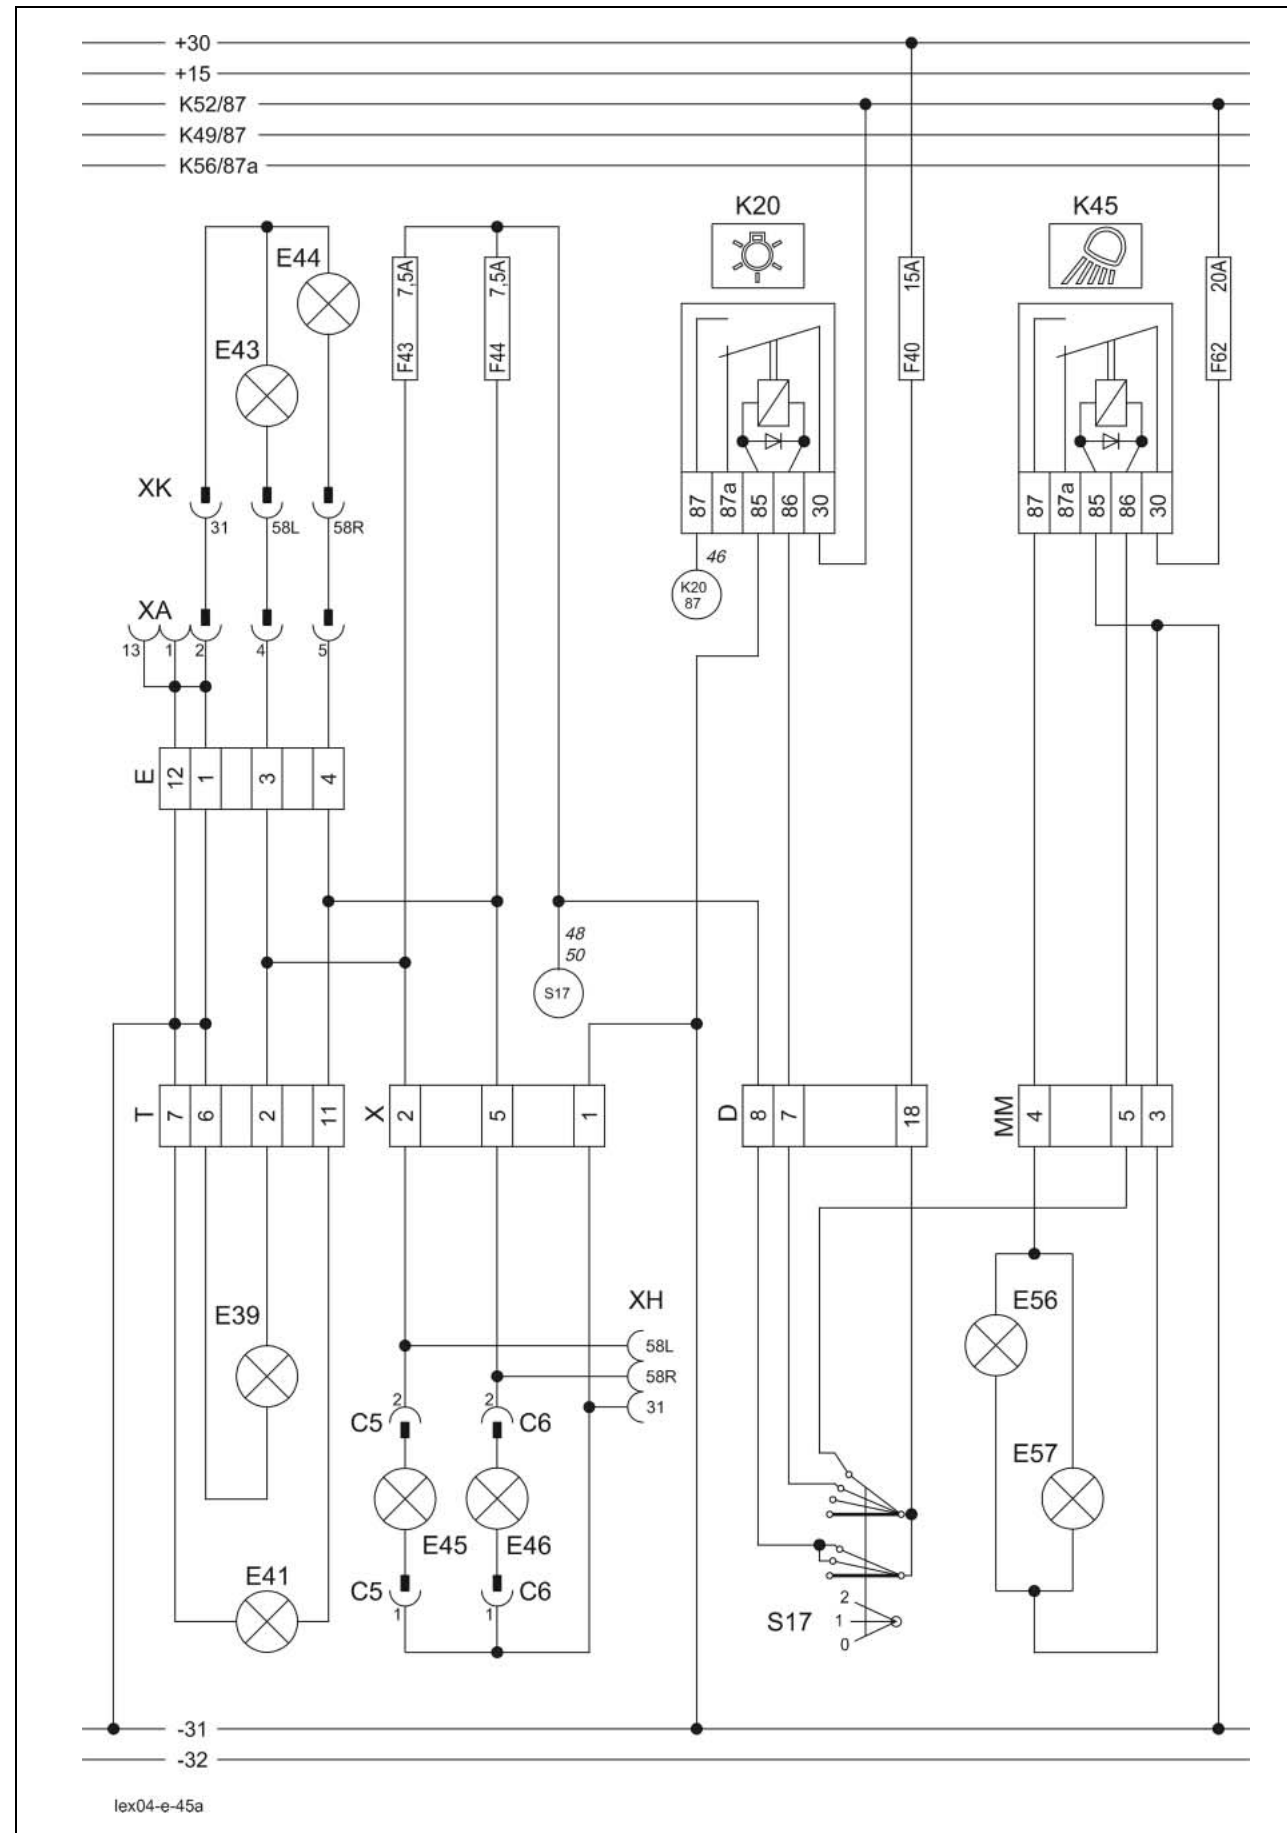 +30
+15
K52/87
K49/87
K56/87a
K20
K45
E44
7,5A
7,5A
15A
20A
F43
F44
F40
F62
E43
XK
31
58L
58R
87
87a
85
86
30
87
87a
85
86
30
46
K20
87
XA
13
1
2
4
5
E
12
1
3
4
48
50
S17
T
7
6
2
11
X
2
5
1
D
8
7
18
MM
4
5
3
XH
58L
58R
31
E39
E56
C5
2
2
C6
E57
E45
E46
E41
C5
1
1
C6
S17
2
1
0
-31
-32
lex04-e-45a